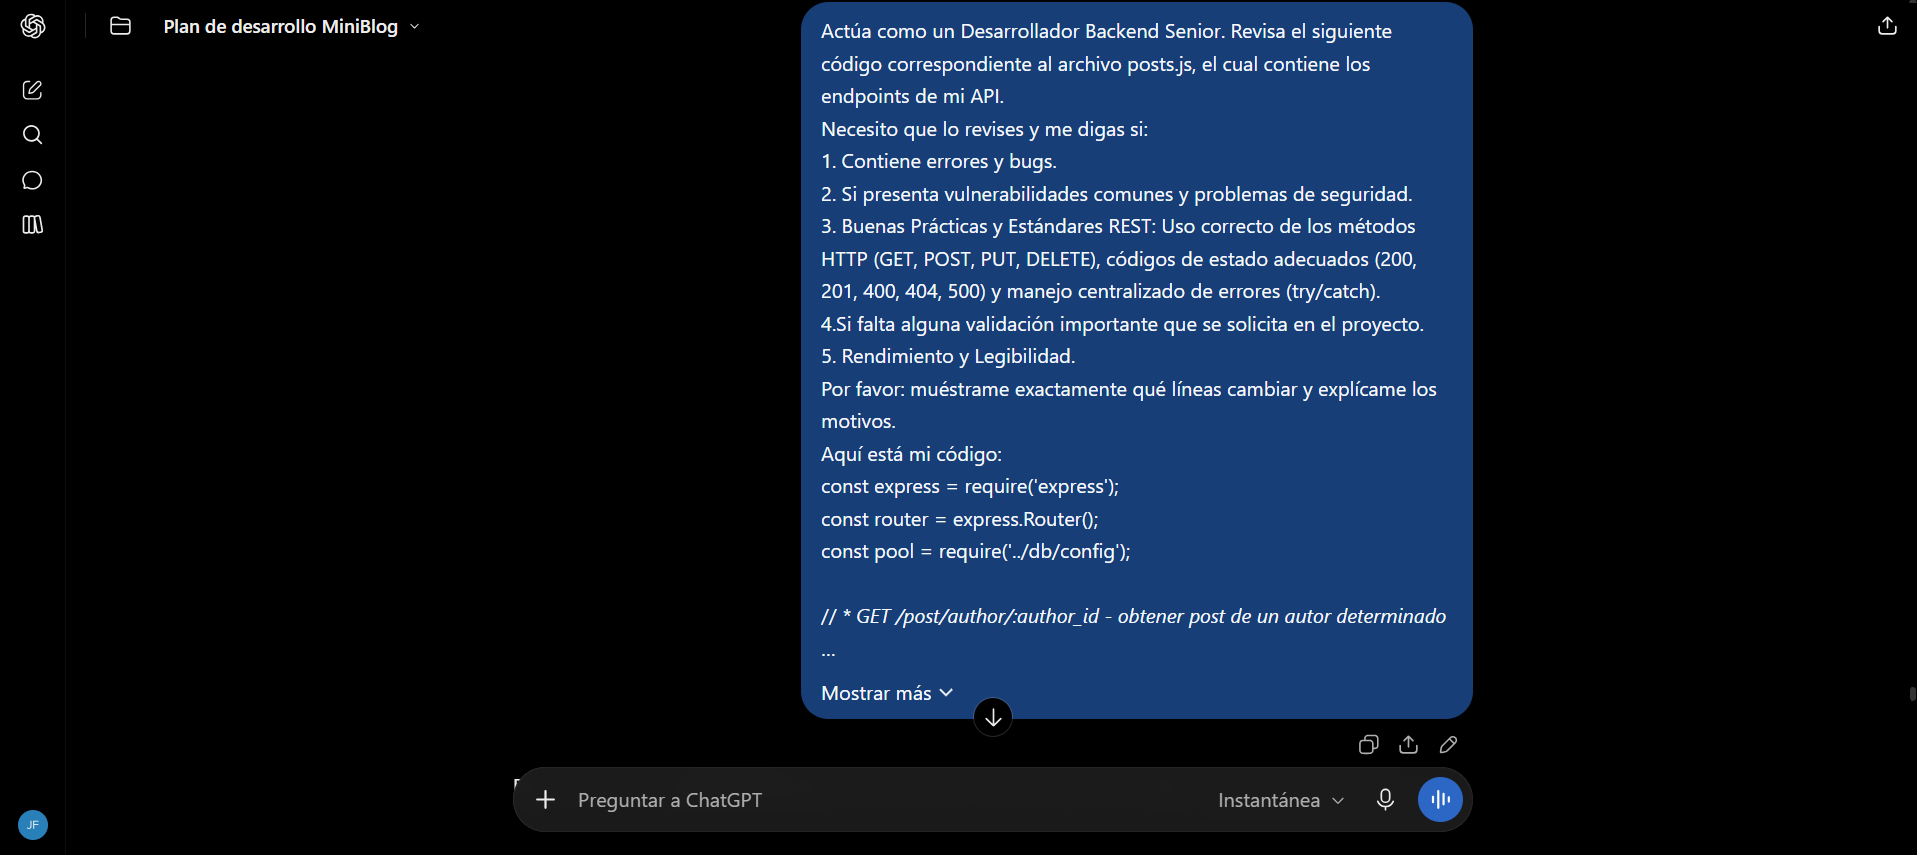 Plan de desarrollo MiniBlog
Actúa como un Desarrollador Backend Senior. Revisa el siguiente
código correspondiente al archivo posts.js, el cual contiene los
endpoints de mi API.
Necesito que lo revises y me digas si:
1. Contiene errores y bugs.
2. Si presenta vulnerabilidades comunes y problemas de seguridad.
3. Buenas Prácticas y Estándares REST: Uso correcto de los métodos
HTTP (GET, POST, PUT, DELETE), códigos de estado adecuados (200,
201, 400, 404, 500) y manejo centralizado de errores (try/catch).
4.Si falta alguna validación importante que se solicita en el proyecto.
5. Rendimiento y Legibilidad.
Por favor: muéstrame exactamente qué líneas cambiar y explícame los
motivos.
Aquí está mi código:
const express = require('express');
const router = express.Router();
const pool = require('../db/config');
// * GET /post/author/:author_id - obtener post de un autor determinado
...
Mostrar más
Preguntar a ChatGPT
Instantánea
JF